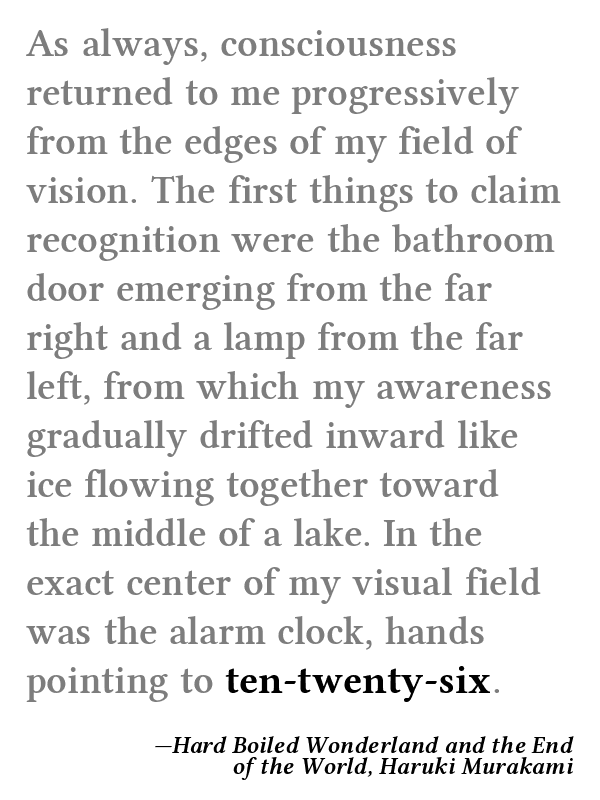 As always, consciousness
returned to me progressively
from the edges of my field of
vision. The first things to claim
recognition were the bathroom
door emerging from the far
right and a lamp from the far
left, from which my awareness
gradually drifted inward like
ice flowing together toward
the middle of a lake. In the
exact center of my visual field
was the alarm clock, hands
pointing to ten-twenty-six.
—Hard Boiled Wonderland and the End
of the World, Haruki Murakami